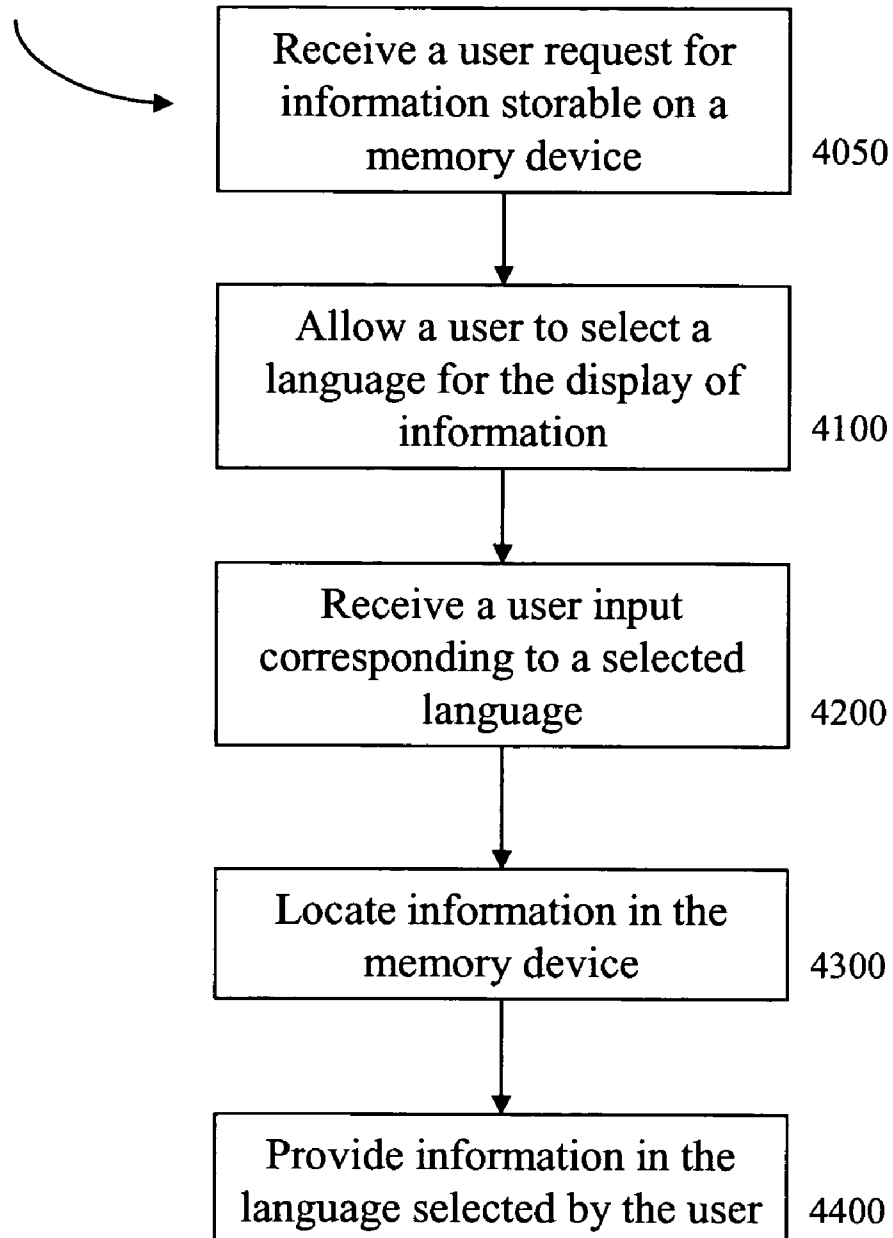 Receive a user request for
information storable on a
memory device
4050
Allow a user to select a
language for the display of
information
4100
Receive a user input
corresponding to a selected
language
4200
Locate information in the
memory device
4300
Provide information in the
language selected by the user
4400